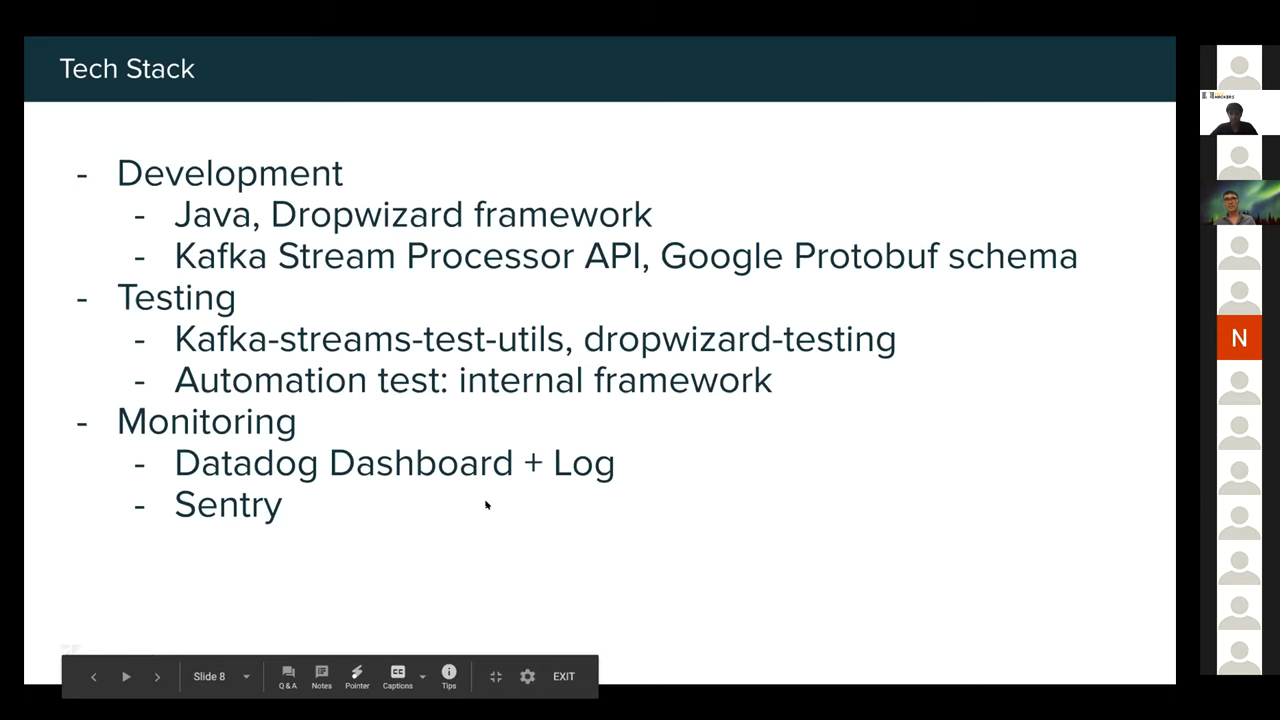 Tech Stack
- Development
- Java, Dropwizard framework
- Kafka Stream Processor API, Google Protobuf schema
- Testing
- Kafka-streams-test-utils, dropwizard-testing
- Automation test: internal framework
- Monitoring
- Datadog Dashboard + Log
- Sentry
N
Slide 8
Q & A
Notes
Pointer
CC
Captions
Tips
EXIT